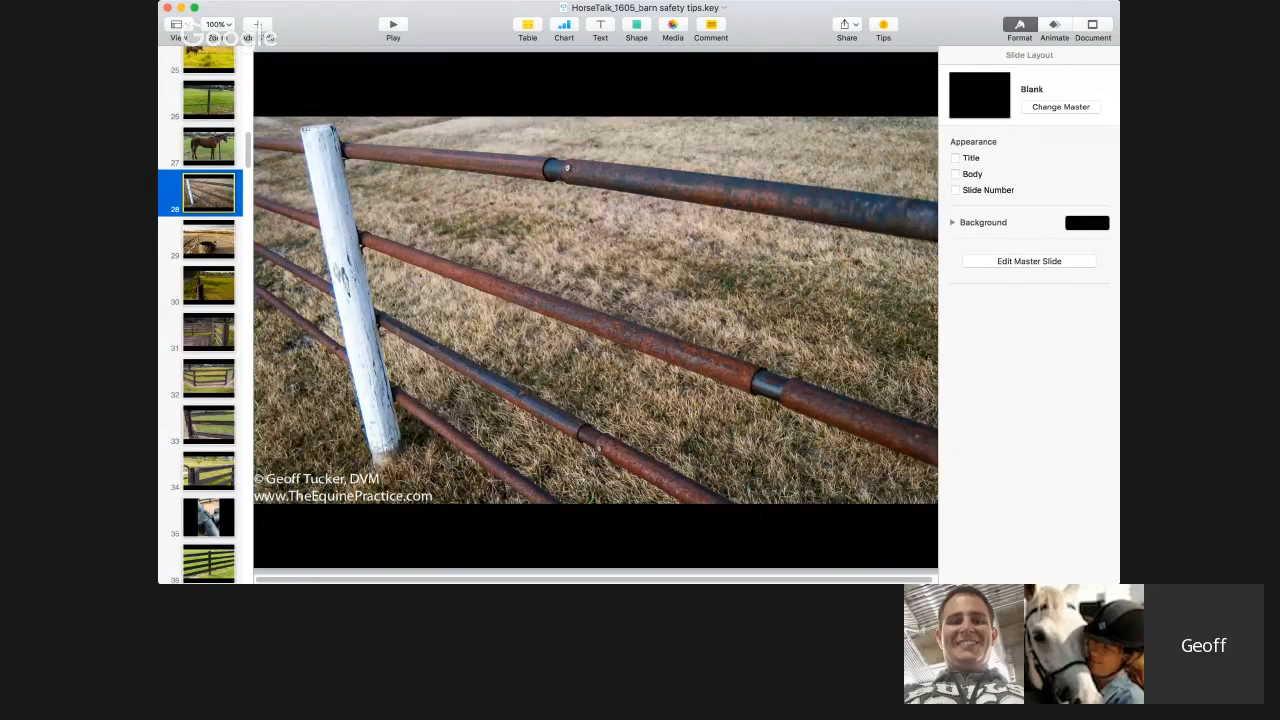 HorseTalk_1605_barn safety tips.key
100%
Google
View
Zoom
Play
Table
Chart
Text
Shape
Media
Comment
Share
Tips
Format
Animate
Document
Slide Layout
Blank
Change Master
Appearance
Title
Body
Slide Number
Background
Edit Master Slide
25
26
27
28
29
30
31
32
33
34
35
36
© Geoff Tucker, DVM
www.TheEquinePractice.com
Geoff